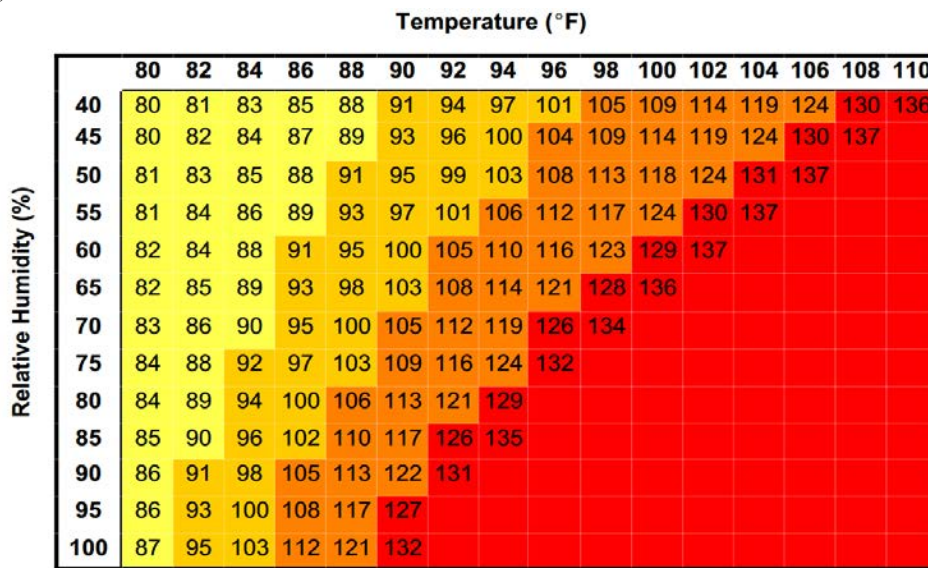 Temperature (°F)
80 82 84 86 88 90 92 94 96 98 100 102 104 106 108 110
40 80 81 83 85 88 91 94 97 101 105 109 114 119 124 130 136
45 80 82 84 87 89 93 96 100 104 109 114 119 124 130 137
50 81 83 85 88 91 95 99 103 108 113 118 124 131 137
55 81 84 86 89 93 97 101 106 112 117 124 130 137
60 82 84 88 91 95 100 105 110 116 123 129 137
65 82 85 89 93 98 103 108 114 121 128 136
70 83 86 90 95 100 105 112 119 126 134
75 84 88 92 97 103 109 116 124 132
80 84 89 94 100 106 113 121 129
85 85 90 96 102 110 117 126 135
90 86 91 98 105 113 122 131
95 86 93 100 108 117 127
100 87 95 103 112 121 132
Relative Humidity (%)